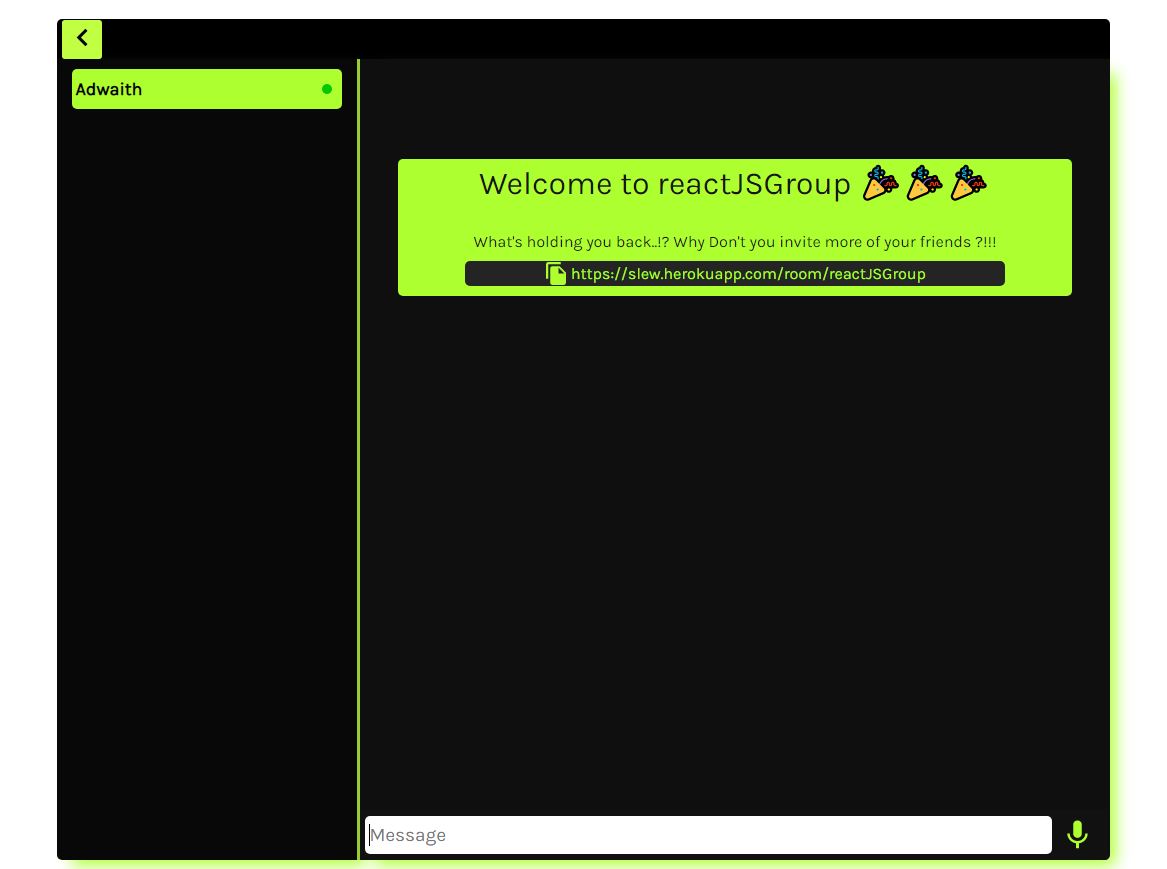 Adwaith
Welcome to reactJSGroup 🎉🎉🎉
What's holding you back..!? Why Don't you invite more of your friends ?!!!
https://slew.herokuapp.com/room/reactJSGroup
Message